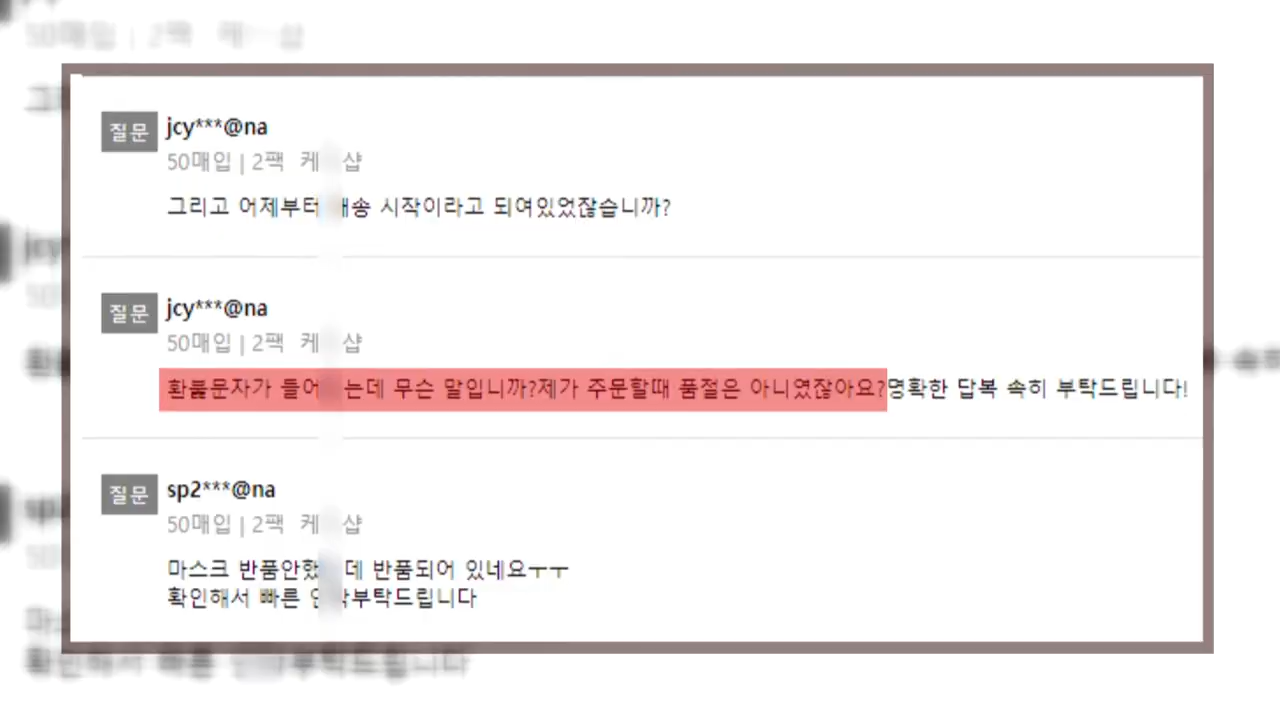 질문 jcy***@na
50매입 | 2팩 케 샵
그리고 어제부터 시작이라고 되여있었잖습니까?
질문 jcy***@na
50매입 | 2팩 케 샵
환불문자가 들어 는데 무슨 말입니까?제가 주문할때 품절은 아니였잖아요?명확한 답복 속히 부탁드립니다!
질문 sp2***@na
50매입 | 2팩 케 샵
마스크 반품안했 데 반품되어 있네요ㅜㅜ
확인해서 빠른 부탁드립니다